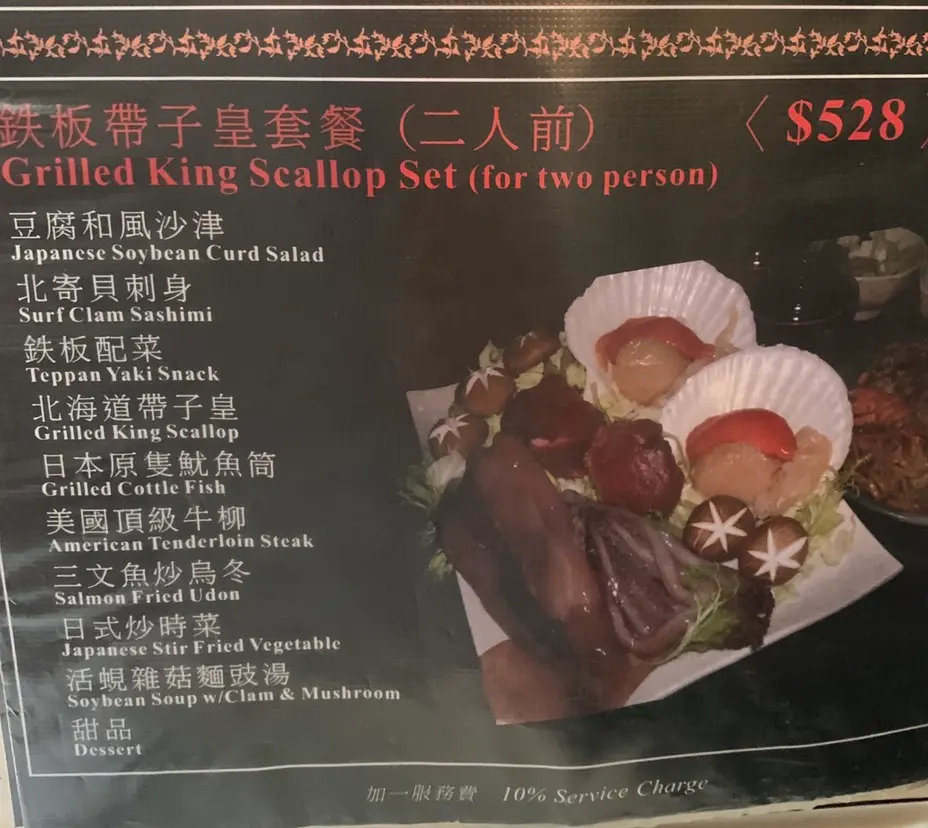 鉄板帶子皇套餐（二人前）〈 $528
Grilled King Scallop Set (for two person)
豆腐和風沙津
Japanese Soybean Curd Salad
北寄貝刺身
Surf Clam Sashimi
鉄板配菜
Teppan Yaki Snack
北海道帶子皇
Grilled King Scallop
日本原隻魷魚筒
Grilled Cottle Fish
美國頂級牛柳
American Tenderloin Steak
三文魚炒烏冬
Salmon Fried Udon
日式炒時菜
Japanese Stir Fried Vegetable
活蜆雜菇麵豉湯
Soybean Soup w/Clam & Mushroom
甜品
Dessert
加一服務費 10% Service Charge